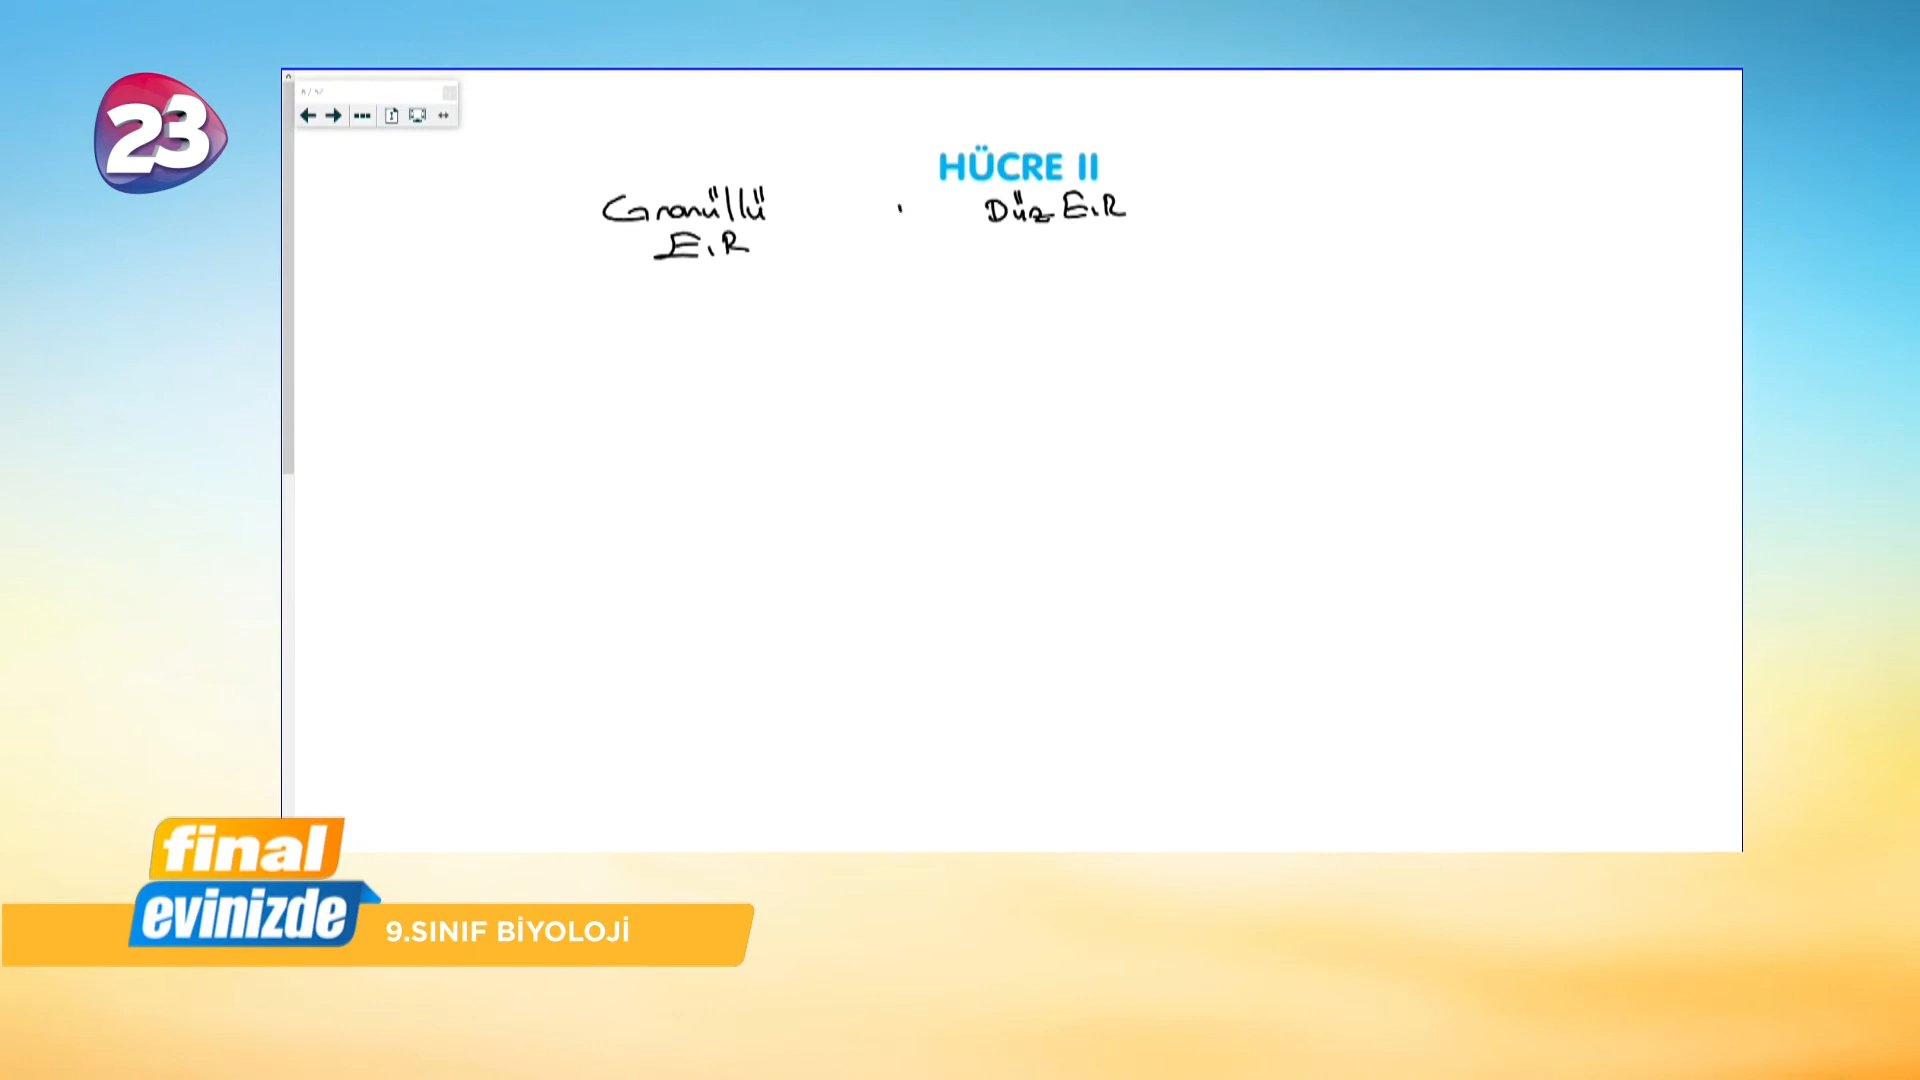 23
HÜCRE II
Granüllü
E.R
Düz E.R
final
evinizde
9.SINIF BİYOLOJİ